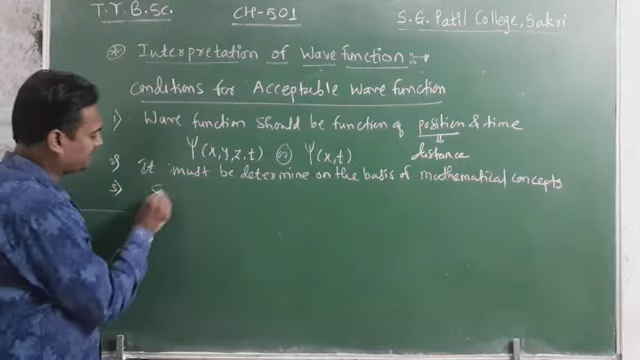 T.Y.B.Sc. CH-501 S.G. Patil College, Sakri
* Interpretation of Wave function :→
Conditions for Acceptable Wave function
1) Wave function should be function of position & time
Ψ(x,y,z,t) or Ψ(x,t) distance
2) It must be determine on the basis of mathematical concepts
3) S